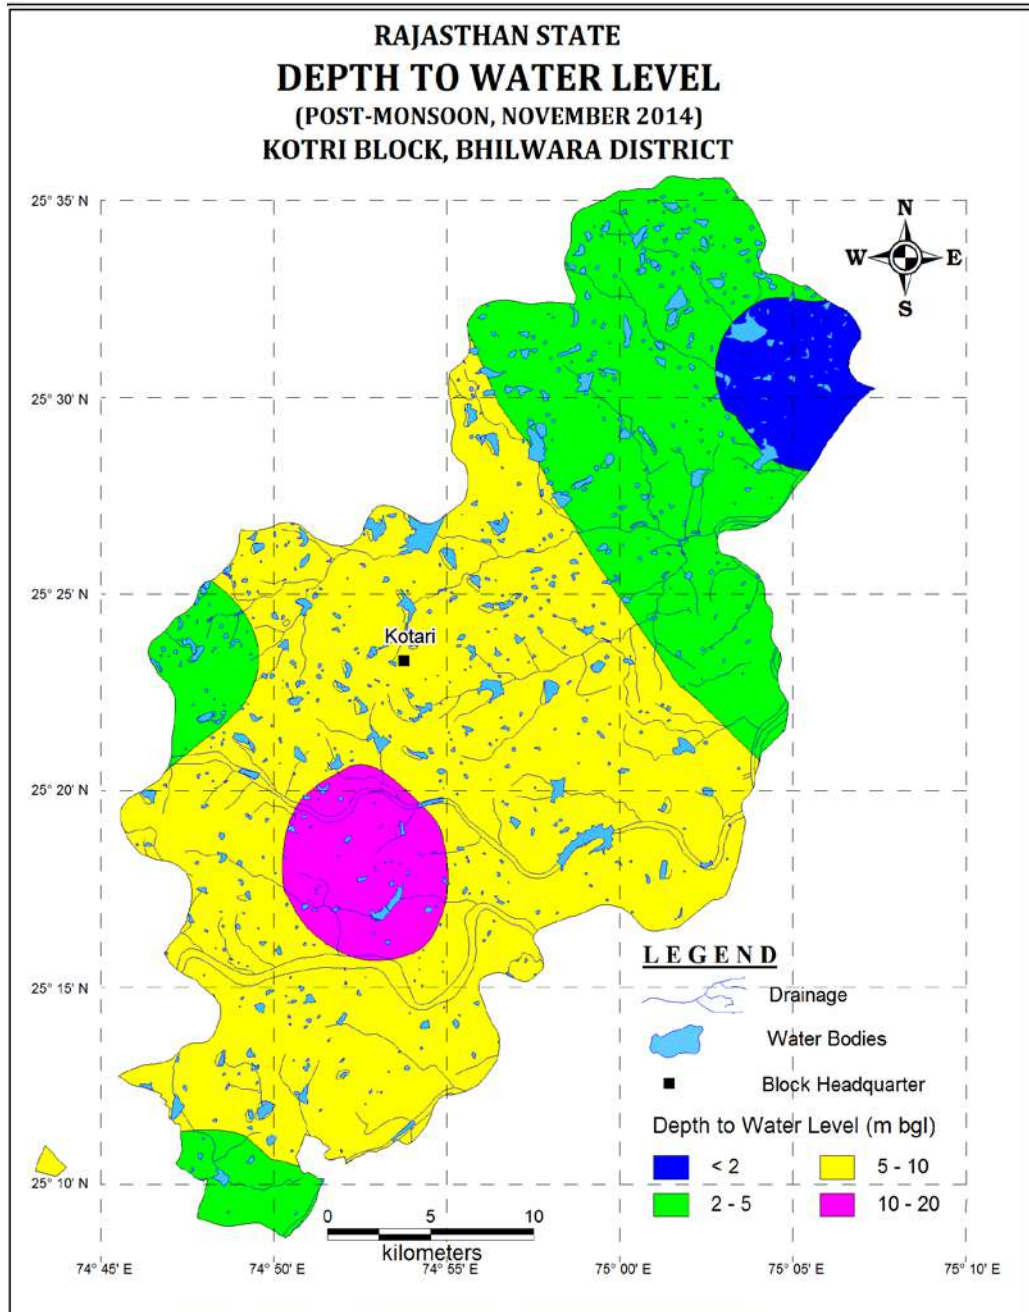 RAJASTHAN STATE
DEPTH TO WATER LEVEL
(POST-MONSOON, NOVEMBER 2014)
KOTRI BLOCK, BHILWARA DISTRICT
25° 35' N
N
W E
S
25° 30' N
25° 25' N
Kotari
25° 20' N
LEGEND
25° 15' N
Drainage
Water Bodies
Block Headquarter
Depth to Water Level (m bgl)
< 2 5 - 10
25° 10' N
2 - 5 10 - 20
0 5 10
kilometers
74° 45' E 74° 50' E 74° 55' E 75° 00' E 75° 05' E 75° 10' E